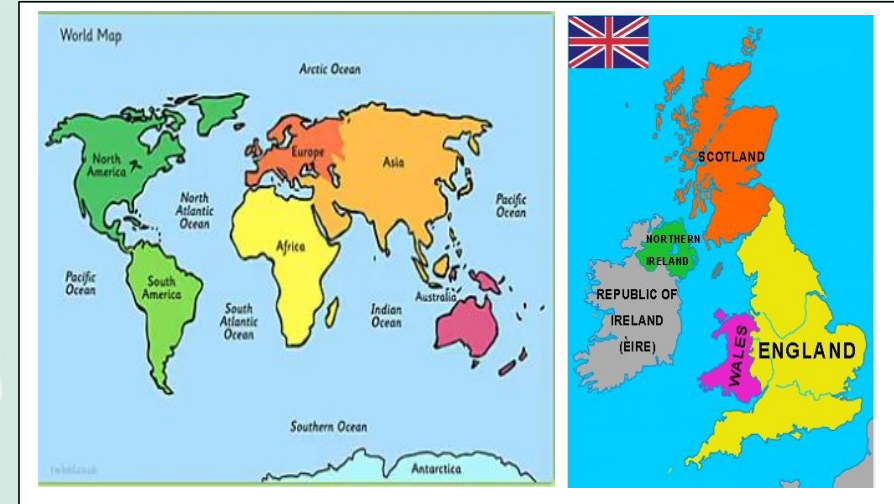 World Map
Arctic Ocean
North
America
Europe
Asia
North
Atlantic
Ocean
Pacific
Ocean
Africa
Pacific
Ocean
South
America
South
Atlantic
Ocean
Indian
Ocean
Australia
Southern Ocean
Antarctica
twinkl.co.uk
SCOTLAND
NORTHERN
IRELAND
REPUBLIC OF
IRELAND
(ÈIRE)
WALES
ENGLAND